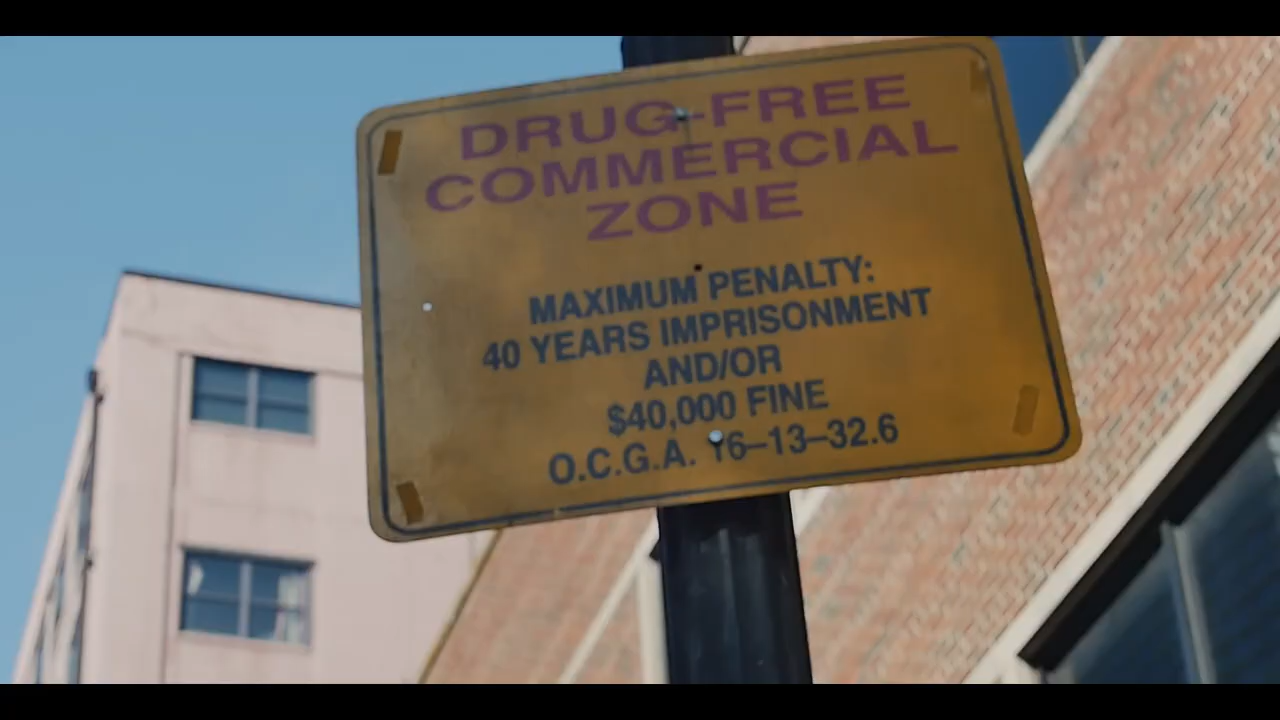 DRUG-FREE
COMMERCIAL
ZONE
MAXIMUM PENALTY:
40 YEARS IMPRISONMENT
AND/OR
$40,000 FINE
O.C.G.A. 16–13–32.6